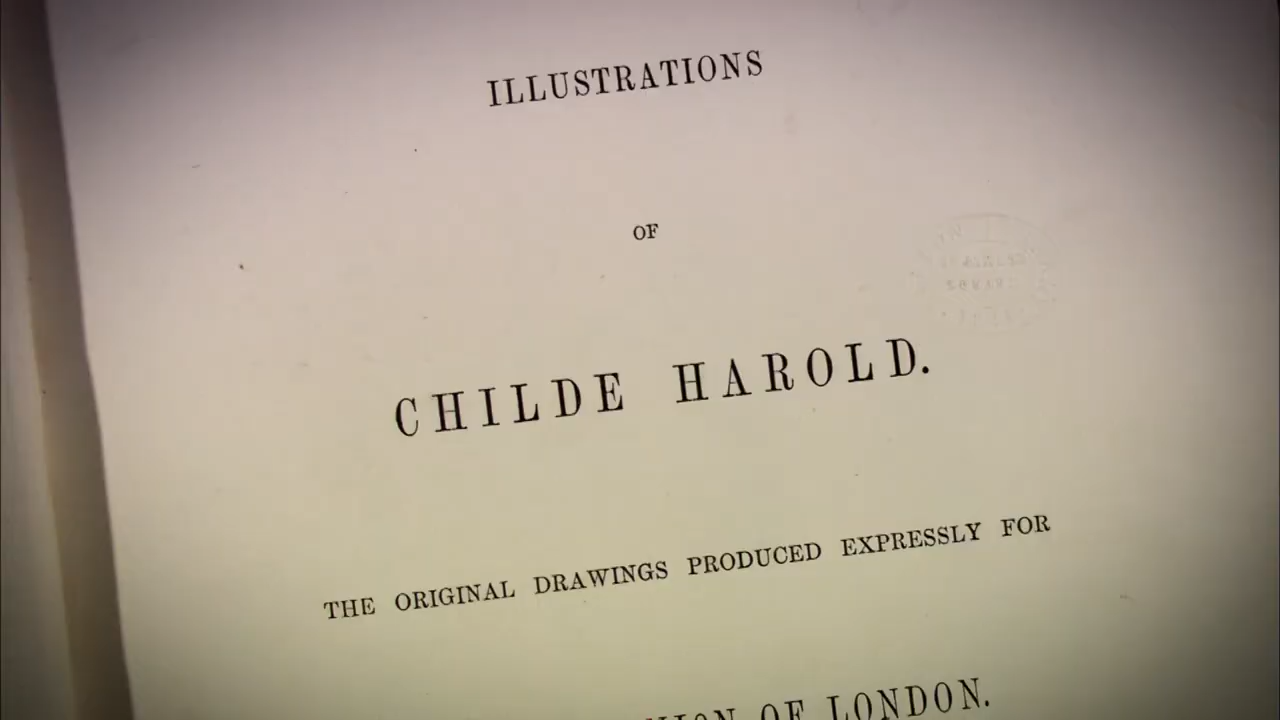 ILLUSTRATIONS
OF
CHILDE HAROLD.
THE ORIGINAL DRAWINGS PRODUCED EXPRESSLY FOR
OF LONDON.